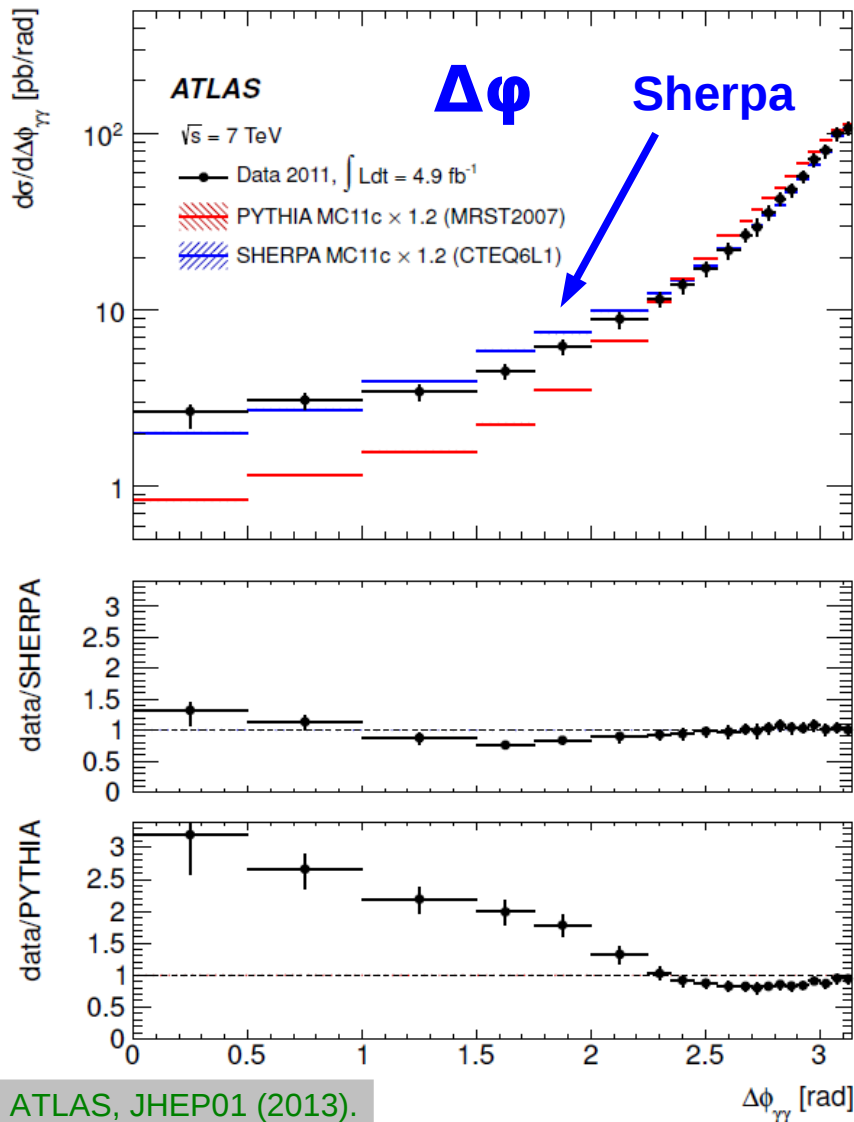 dσ/dΔϕγγ [pb/rad]
10²
10
1
ATLAS
√s = 7 TeV
Data 2011, ∫ Ldt = 4.9 fb⁻¹
PYTHIA MC11c × 1.2 (MRST2007)
SHERPA MC11c × 1.2 (CTEQ6L1)
Δφ
Sherpa
data/SHERPA
3
2.5
2
1.5
1
0.5
0
data/PYTHIA
3
2.5
2
1.5
1
0.5
0
0 0.5 1 1.5 2 2.5 3
Δϕγγ [rad]
ATLAS, JHEP01 (2013).